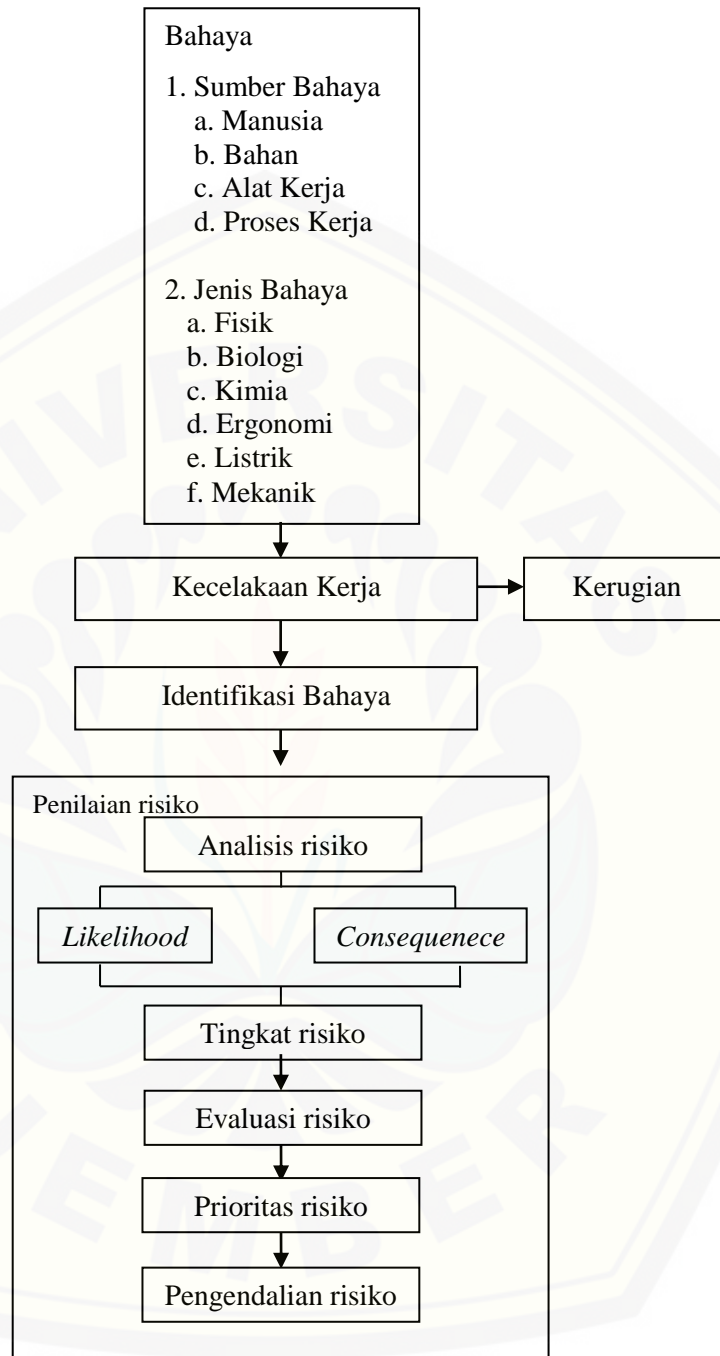 Bahaya
1. Sumber Bahaya
a. Manusia
b. Bahan
c. Alat Kerja
d. Proses Kerja
2. Jenis Bahaya
a. Fisik
b. Biologi
c. Kimia
d. Ergonomi
e. Listrik
f. Mekanik
Kecelakaan Kerja
Kerugian
Identifikasi Bahaya
Penilaian risiko
Analisis risiko
Likelihood
Consequenece
Tingkat risiko
Evaluasi risiko
Prioritas risiko
Pengendalian risiko
UNIVERSITAS
JEMBER